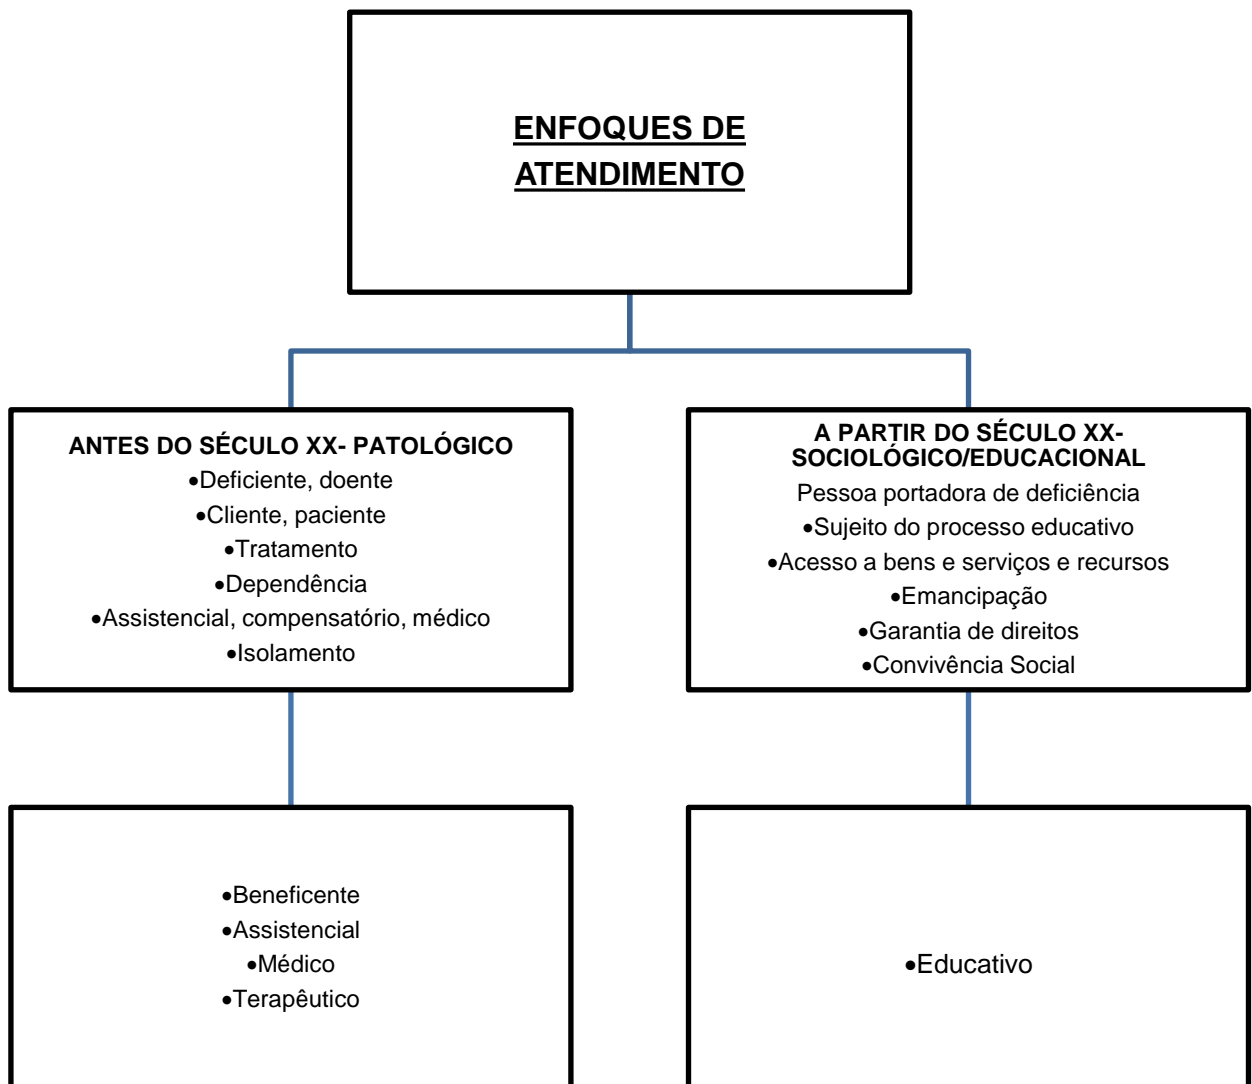 ENFOQUES DE
ATENDIMENTO
ANTES DO SÉCULO XX- PATOLÓGICO
•Deficiente, doente
•Cliente, paciente
•Tratamento
•Dependência
•Assistencial, compensatório, médico
•Isolamento
A PARTIR DO SÉCULO XX-
SOCIOLÓGICO/EDUCACIONAL
Pessoa portadora de deficiência
•Sujeito do processo educativo
•Acesso a bens e serviços e recursos
•Emancipação
•Garantia de direitos
•Convivência Social
•Beneficente
•Assistencial
•Médico
•Terapêutico
•Educativo